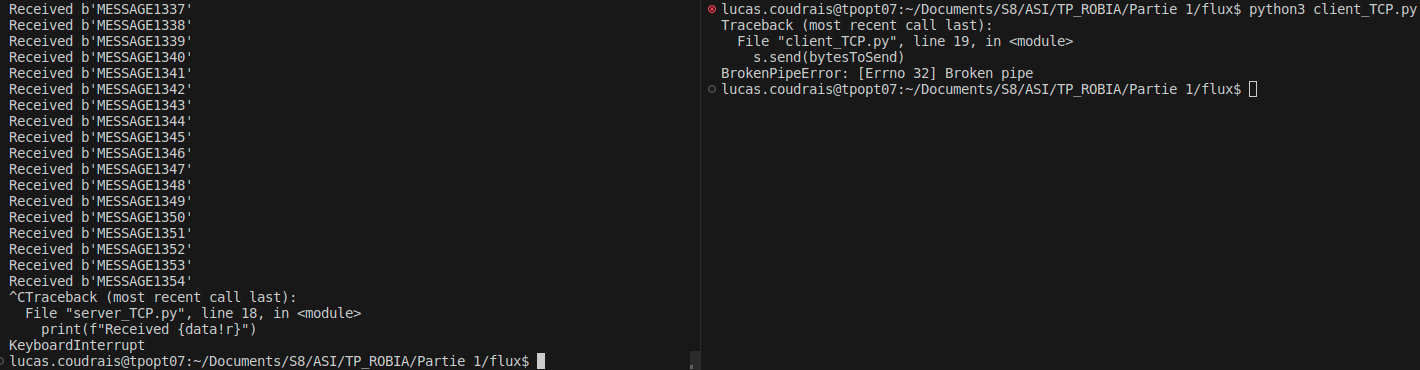 Received b'MESSAGE1337'
Received b'MESSAGE1338'
Received b'MESSAGE1339'
Received b'MESSAGE1340'
Received b'MESSAGE1341'
Received b'MESSAGE1342'
Received b'MESSAGE1343'
Received b'MESSAGE1344'
Received b'MESSAGE1345'
Received b'MESSAGE1346'
Received b'MESSAGE1347'
Received b'MESSAGE1348'
Received b'MESSAGE1349'
Received b'MESSAGE1350'
Received b'MESSAGE1351'
Received b'MESSAGE1352'
Received b'MESSAGE1353'
Received b'MESSAGE1354'
^CTraceback (most recent call last):
  File "server_TCP.py", line 18, in <module>
    print(f"Received {data!r}")
KeyboardInterrupt
lucas.coudrais@tpopt07:~/Documents/S8/ASI/TP_ROBIA/Partie 1/flux$
lucas.coudrais@tpopt07:~/Documents/S8/ASI/TP_ROBIA/Partie 1/flux$ python3 client_TCP.py
Traceback (most recent call last):
  File "client_TCP.py", line 19, in <module>
    s.send(bytesToSend)
BrokenPipeError: [Errno 32] Broken pipe
lucas.coudrais@tpopt07:~/Documents/S8/ASI/TP_ROBIA/Partie 1/flux$